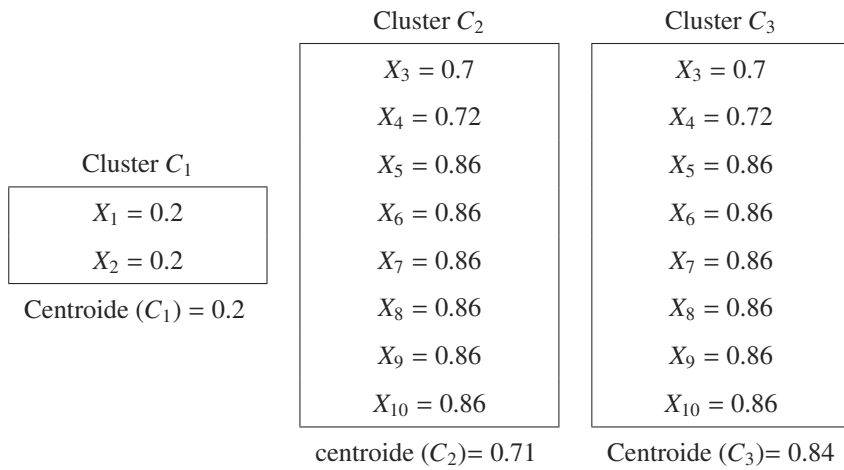 Cluster C₁
X₁ = 0.2
X₂ = 0.2
Centroide (C₁) = 0.2
Cluster C₂
X₃ = 0.7
X₄ = 0.72
X₅ = 0.86
X₆ = 0.86
X₇ = 0.86
X₈ = 0.86
X₉ = 0.86
X₁₀ = 0.86
centroide (C₂)= 0.71
Cluster C₃
X₃ = 0.7
X₄ = 0.72
X₅ = 0.86
X₆ = 0.86
X₇ = 0.86
X₈ = 0.86
X₉ = 0.86
X₁₀ = 0.86
Centroide (C₃)= 0.84